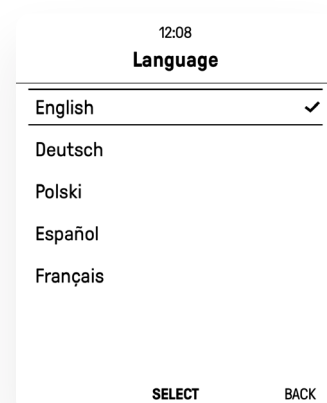 12:08
Language
English
Deutsch
Polski
Español
Français
SELECT BACK